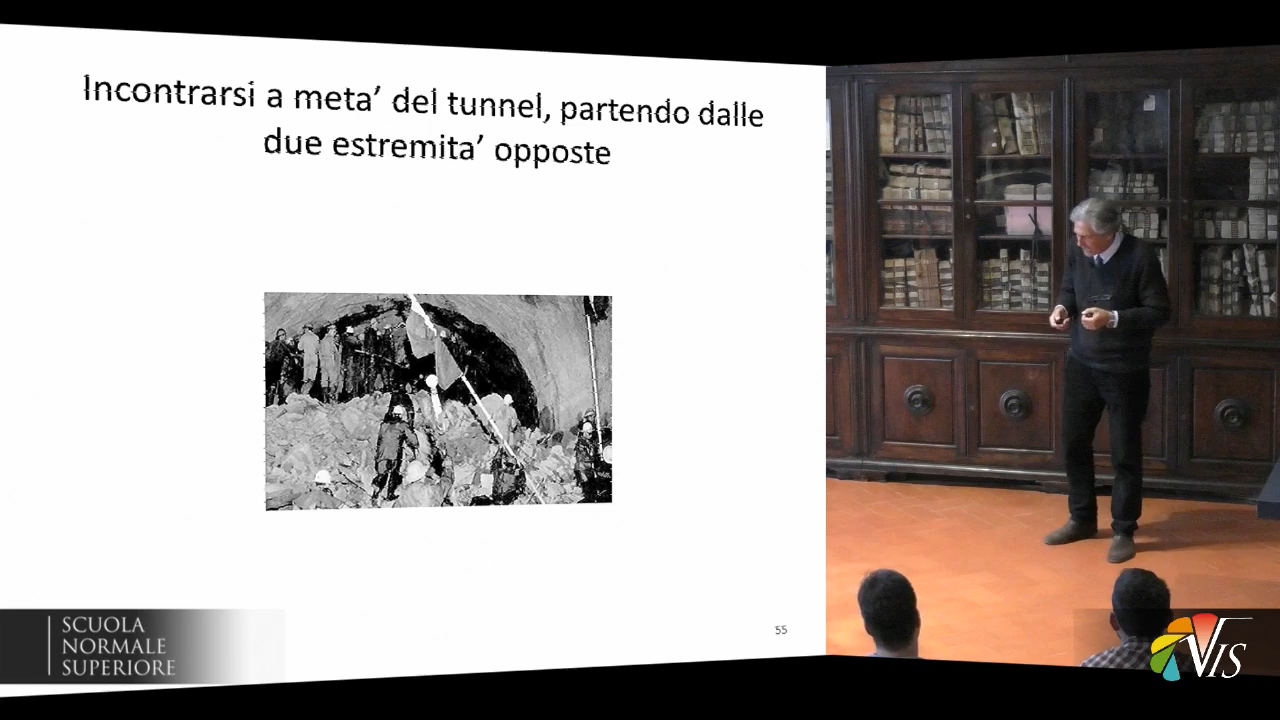 Incontrarsi a meta’ del tunnel, partendo dalle
due estremita’ opposte
55
SCUOLA
NORMALE
SUPERIORE
VIS